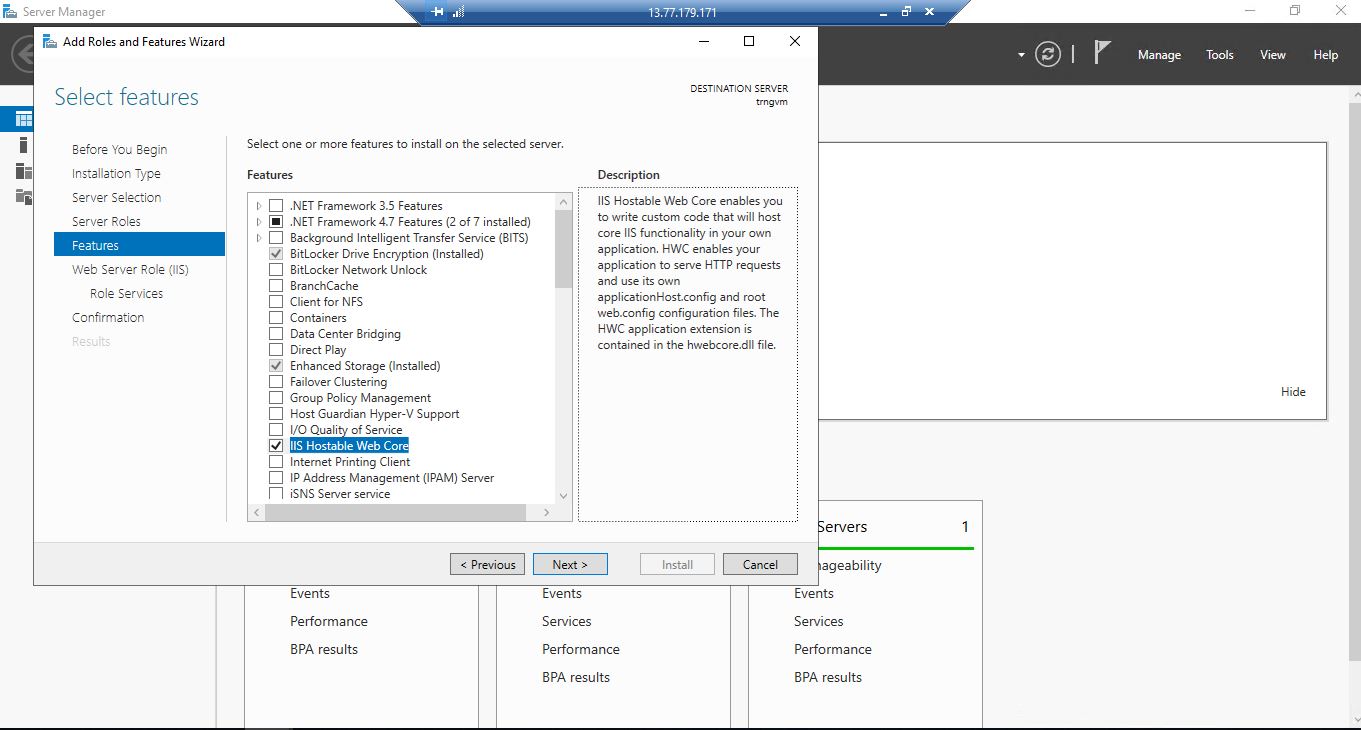 Server Manager
13.77.179.171
Manage Tools View Help
Add Roles and Features Wizard
Select features
DESTINATION SERVER
trngvm
Before You Begin
Installation Type
Server Selection
Server Roles
Features
Web Server Role (IIS)
Role Services
Confirmation
Results
Select one or more features to install on the selected server.
Features
.NET Framework 3.5 Features
.NET Framework 4.7 Features (2 of 7 installed)
Background Intelligent Transfer Service (BITS)
BitLocker Drive Encryption (Installed)
BitLocker Network Unlock
BranchCache
Client for NFS
Containers
Data Center Bridging
Direct Play
Enhanced Storage (Installed)
Failover Clustering
Group Policy Management
Host Guardian Hyper-V Support
I/O Quality of Service
IIS Hostable Web Core
Internet Printing Client
IP Address Management (IPAM) Server
iSNS Server service
Description
IIS Hostable Web Core enables you
to write custom code that will host
core IIS functionality in your own
application. HWC enables your
application to serve HTTP requests
and use its own
applicationHost.config and root
web.config configuration files. The
HWC application extension is
contained in the hwebcore.dll file.
< Previous
Next >
Install
Cancel
Hide
Servers 1
nageability
Events
Performance
BPA results
Events
Services
Performance
BPA results
Events
Services
Performance
BPA results